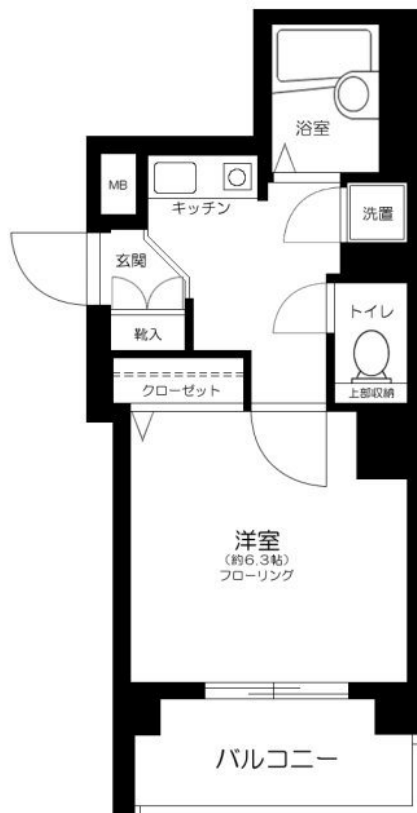 浴室
MB
キッチン
洗置
玄関
トイレ
靴入
上部収納
クローゼット
洋室
(約6.3帖)
フローリング
バルコニー